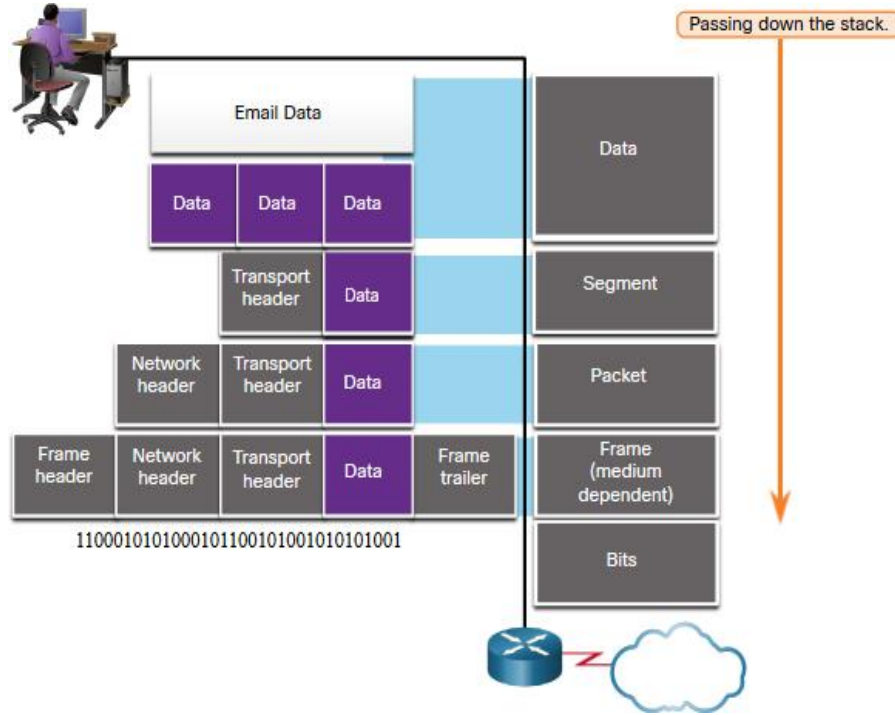 Passing down the stack.
Email Data
Data
Data
Data
Data
Transport
header
Data
Segment
Network
header
Transport
header
Data
Packet
Frame
header
Network
header
Transport
header
Data
Frame
trailer
Frame
(medium
dependent)
1100010101000101100101001010101001
Bits